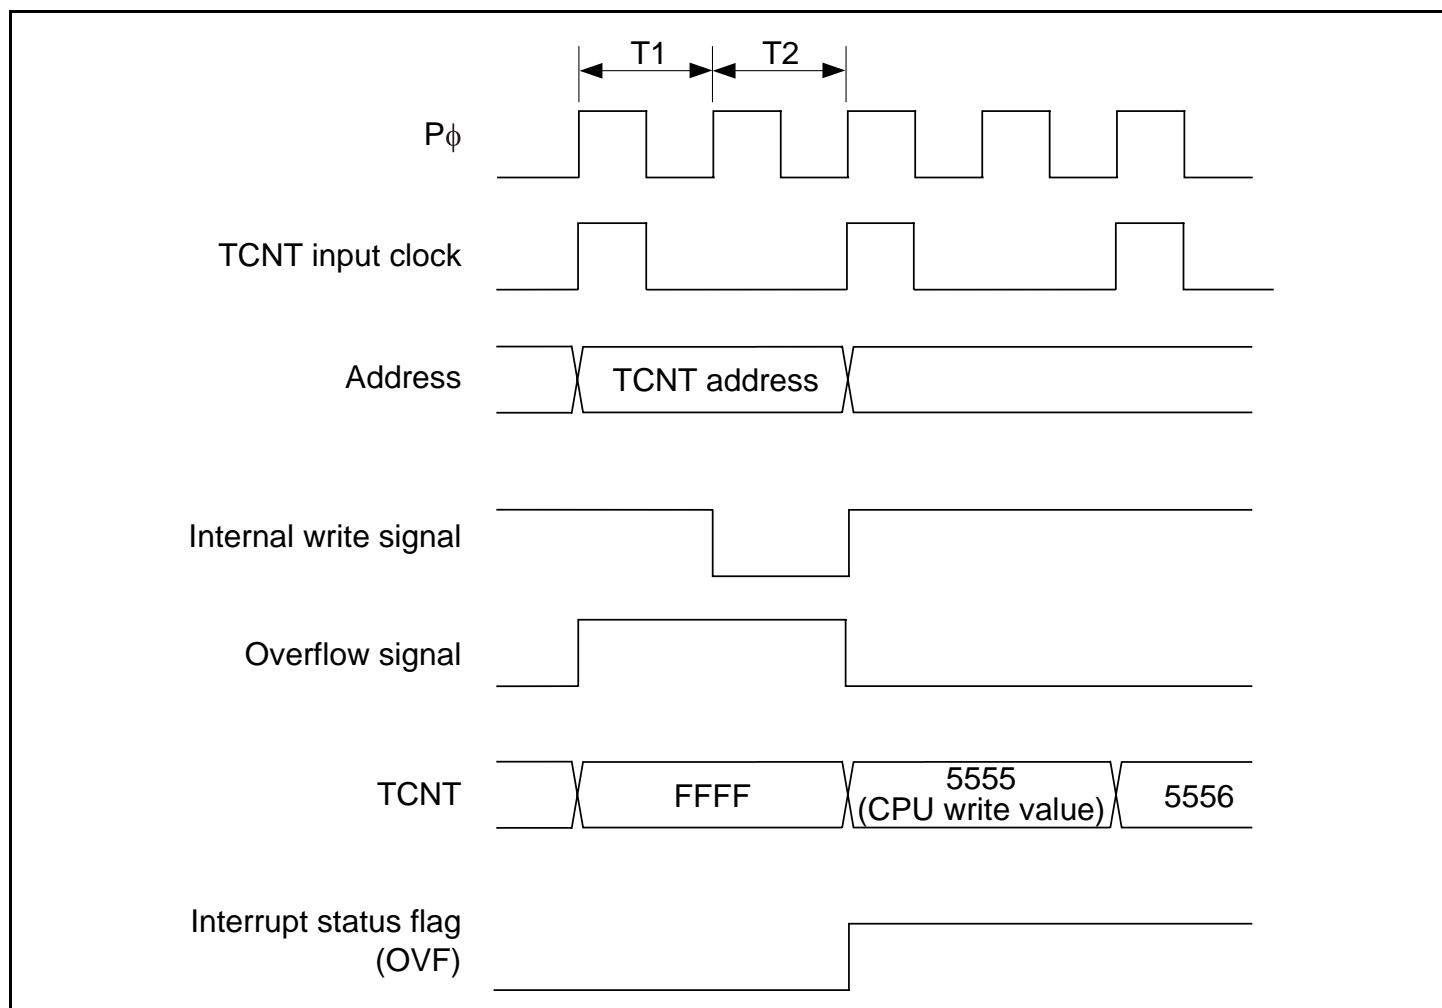 T1 T2
Pϕ
TCNT input clock
Address
TCNT address
Internal write signal
Overflow signal
TCNT
FFFF
5555
(CPU write value)
5556
Interrupt status flag
(OVF)